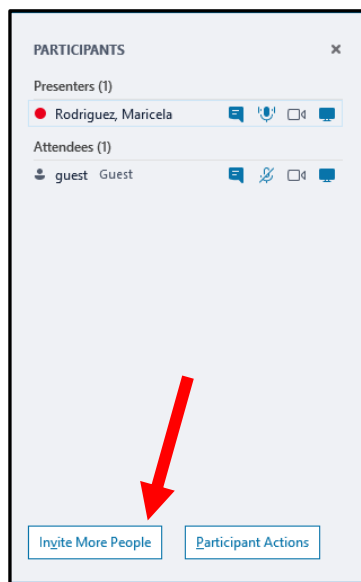 PARTICIPANTS
Presenters (1)
Rodriguez, Maricela
Attendees (1)
guest Guest
Invite More People
Participant Actions